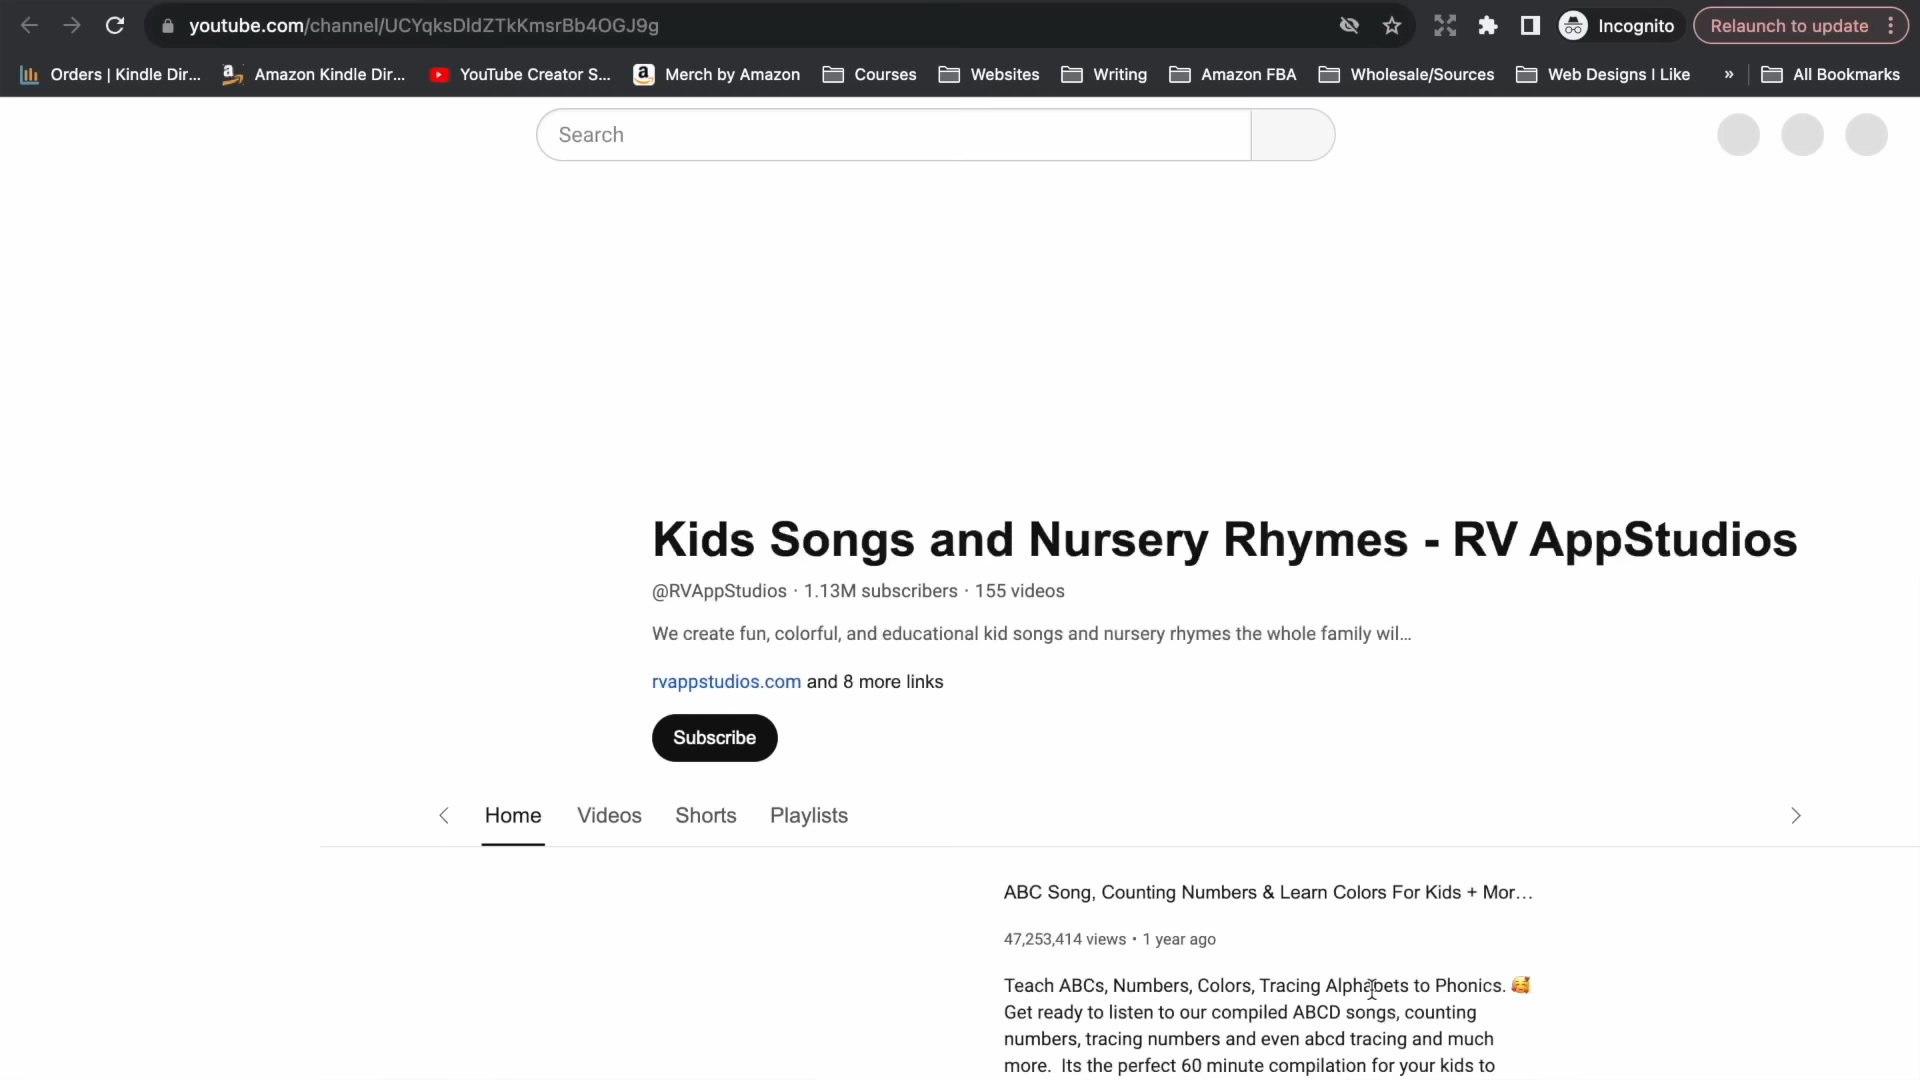 youtube.com/channel/UCYqksDldZTkKmsrBb4OGJ9g
Incognito
Relaunch to update
Orders | Kindle Dir...
Amazon Kindle Dir...
YouTube Creator S...
Merch by Amazon
Courses
Websites
Writing
Amazon FBA
Wholesale/Sources
Web Designs I Like
»
All Bookmarks
Search
Kids Songs and Nursery Rhymes - RV AppStudios
@RVAppStudios · 1.13M subscribers · 155 videos
We create fun, colorful, and educational kid songs and nursery rhymes the whole family wil...
rvappstudios.com and 8 more links
Subscribe
Home Videos Shorts Playlists
ABC Song, Counting Numbers & Learn Colors For Kids + Mor...
47,253,414 views • 1 year ago
Teach ABCs, Numbers, Colors, Tracing Alphabets to Phonics. 🥰
Get ready to listen to our compiled ABCD songs, counting
numbers, tracing numbers and even abcd tracing and much
more.  Its the perfect 60 minute compilation for your kids to